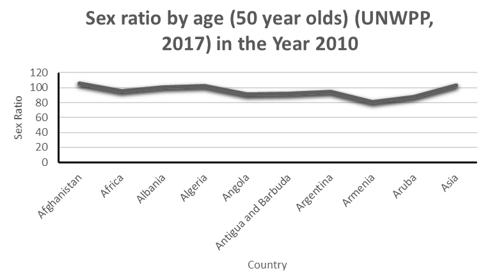 Sex ratio by age (50 year olds) (UNWPP,
2017) in the Year 2010
120
100
80
60
40
20
0
Sex Ratio
Afghanistan
Africa
Albania
Algeria
Angola
Antigua and Barbuda
Argentina
Armenia
Aruba
Asia
Country